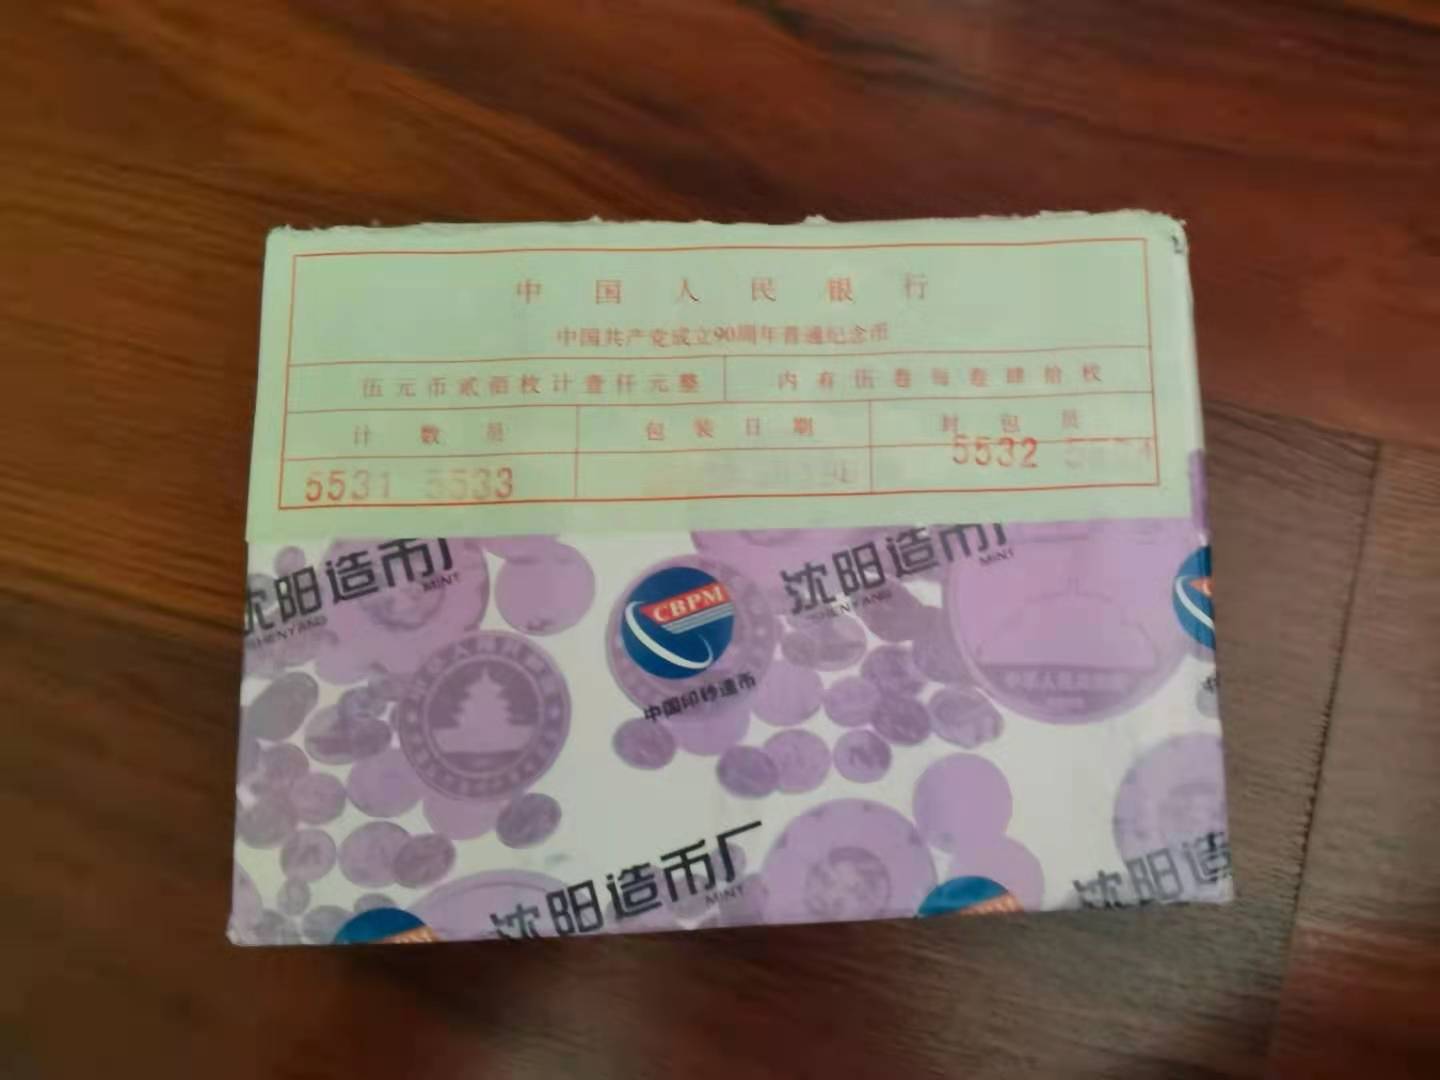 中国人民银行
中国共产党成立90周年普通纪念币
伍元币贰佰枚计壹仟元整 内有伍卷每卷肆拾枚
计数员 包装日期 封包员
5531 5533 5532
沈阳造币厂 沈阳造币厂
SHENYANG MINT SHENYANG MINT
CBPM
中国印钞造币
沈阳造币厂 沈阳造
MINT